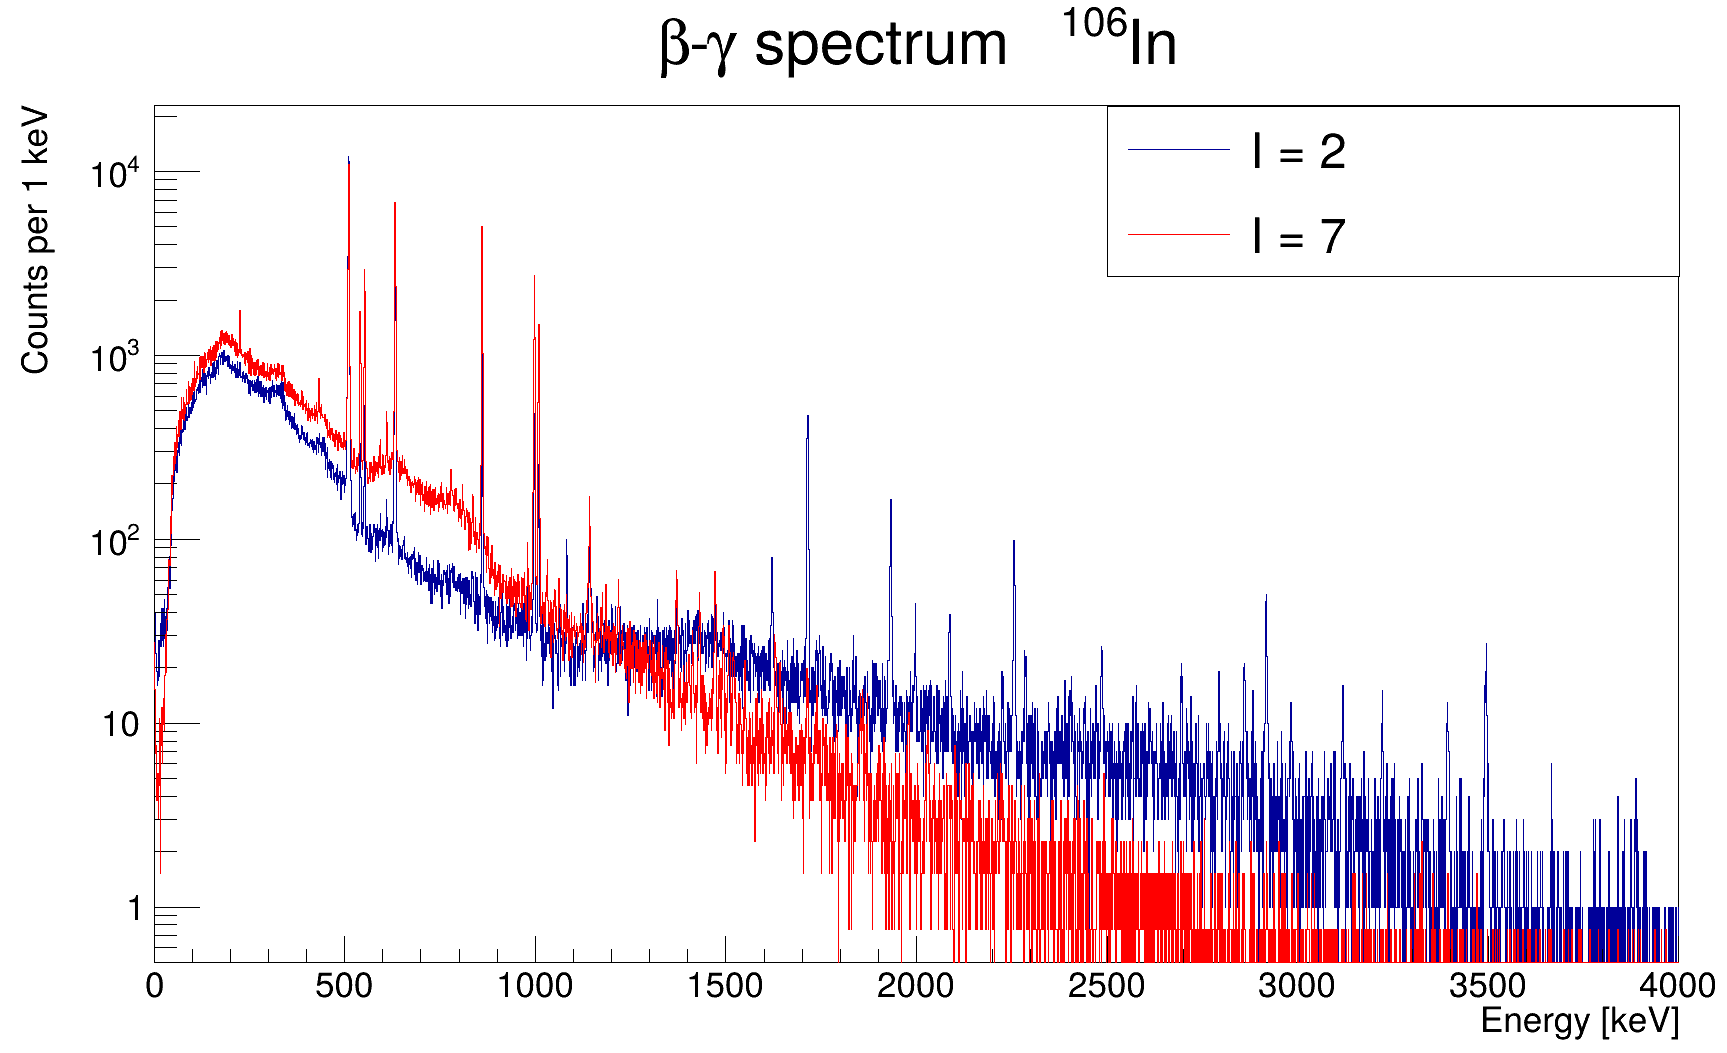 β-γ spectrum ¹⁰⁶In
Counts per 1 keV
I = 2
I = 7
10⁴
10³
10²
10
1
0 500 1000 1500 2000 2500 3000 3500 4000
Energy [keV]